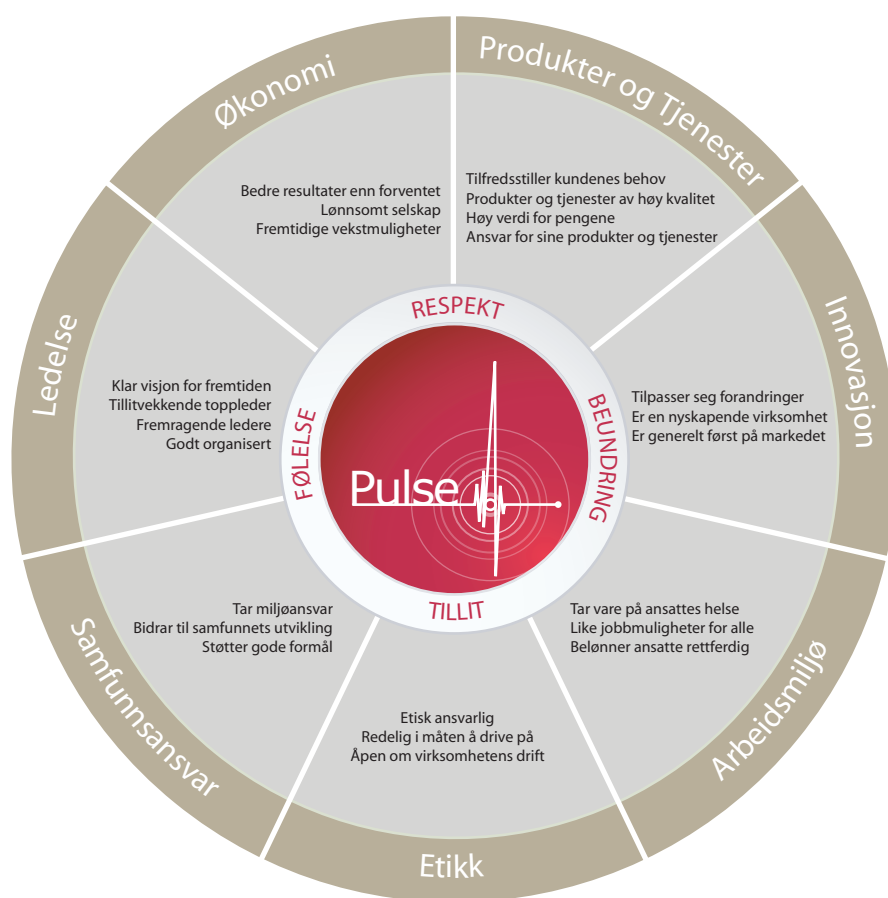 Økonomi
Bedre resultater enn forventet
Lønnsomt selskap
Fremtidige vekstmuligheter
Produkter og Tjenester
Tilfredsstiller kundenes behov
Produkter og tjenester av høy kvalitet
Høy verdi for pengene
Ansvar for sine produkter og tjenester
Innovasjon
Tilpasser seg forandringer
Er en nyskapende virksomhet
Er generelt først på markedet
Arbeidsmiljø
Tar vare på ansattes helse
Like jobbmuligheter for alle
Belønner ansatte rettferdig
Etikk
Etisk ansvarlig
Redelig i måten å drive på
Åpen om virksomhetens drift
Samfunnsansvar
Tar miljøansvar
Bidrar til samfunnets utvikling
Støtter gode formål
Ledelse
Klar visjon for fremtiden
Tillitvekkende toppleder
Fremragende ledere
Godt organisert
RESPEKT
BEUNDRING
TILLIT
FØLELSE
Pulse